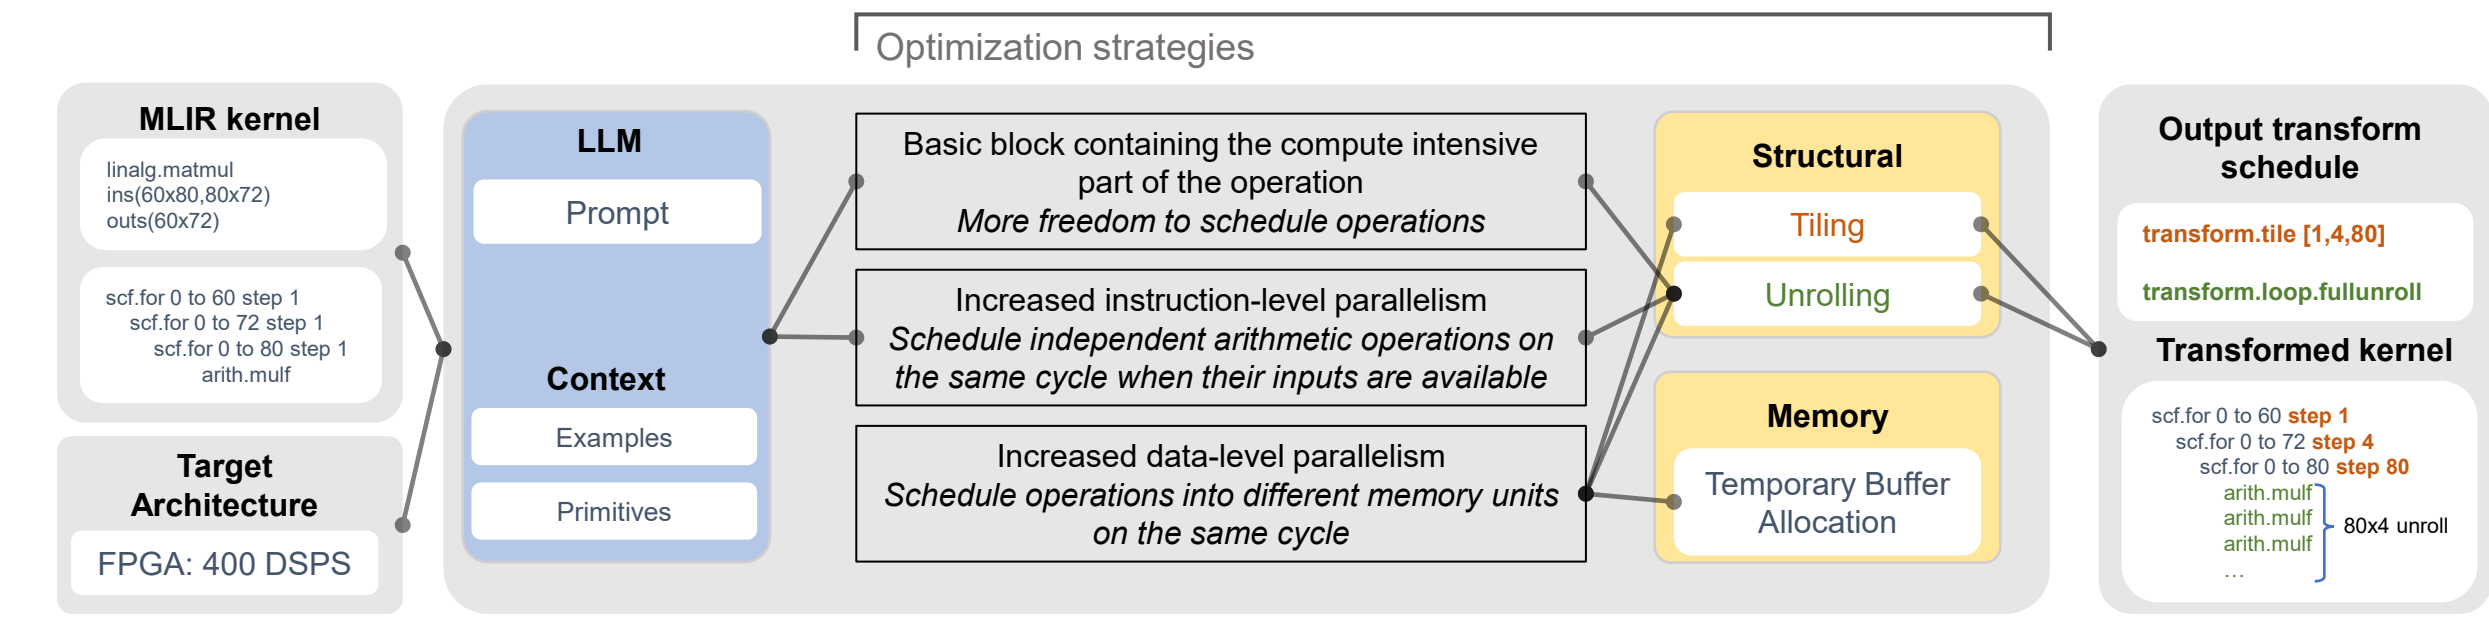 Optimization strategies
MLIR kernel
linalg.matmul
ins(60x80,80x72)
outs(60x72)
scf.for 0 to 60 step 1
scf.for 0 to 72 step 1
scf.for 0 to 80 step 1
arith.mulf
Target
Architecture
FPGA: 400 DSPS
LLM
Prompt
Context
Examples
Primitives
Basic block containing the compute intensive
part of the operation
More freedom to schedule operations
Increased instruction-level parallelism
Schedule independent arithmetic operations on
the same cycle when their inputs are available
Increased data-level parallelism
Schedule operations into different memory units
on the same cycle
Structural
Tiling
Unrolling
Memory
Temporary Buffer
Allocation
Output transform
schedule
transform.tile [1,4,80]
transform.loop.fullunroll
Transformed kernel
scf.for 0 to 60 step 1
scf.for 0 to 72 step 4
scf.for 0 to 80 step 80
arith.mulf
arith.mulf
arith.mulf
…
80x4 unroll